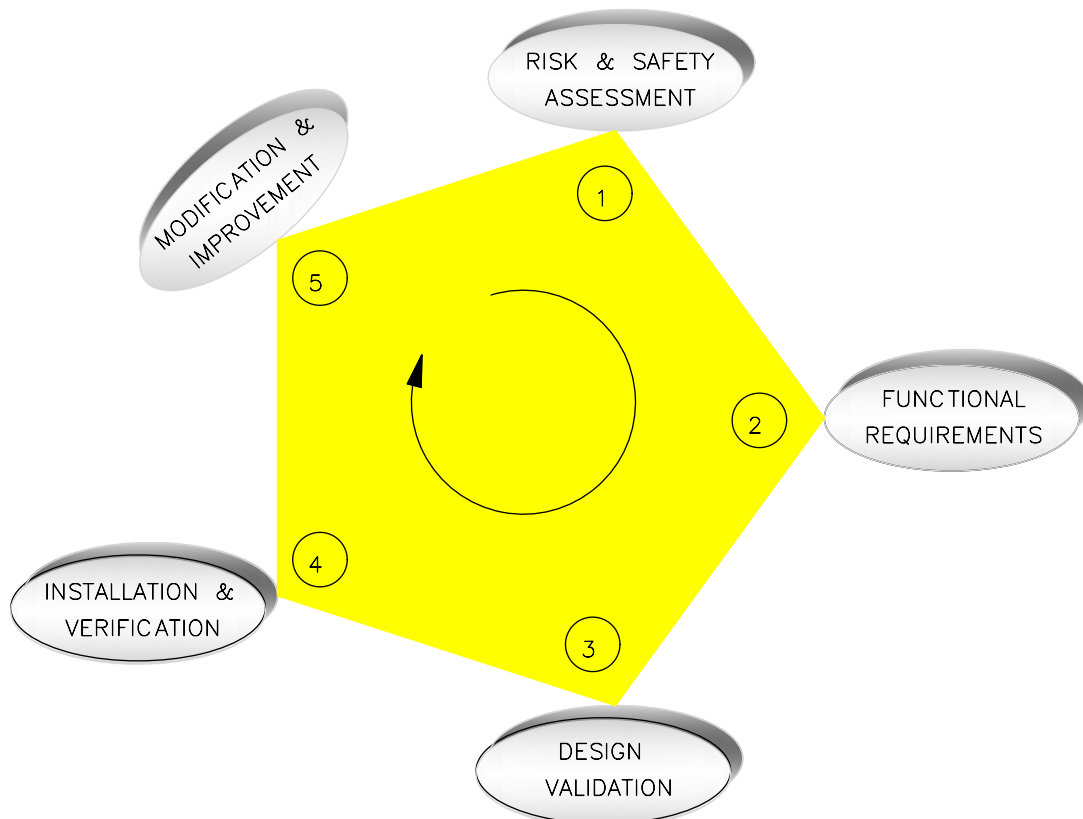 RISK & SAFETY
ASSESSMENT
1
MODIFICATION &
IMPROVEMENT
5
2
FUNCTIONAL
REQUIREMENTS
4
INSTALLATION &
VERIFICATION
3
DESIGN
VALIDATION